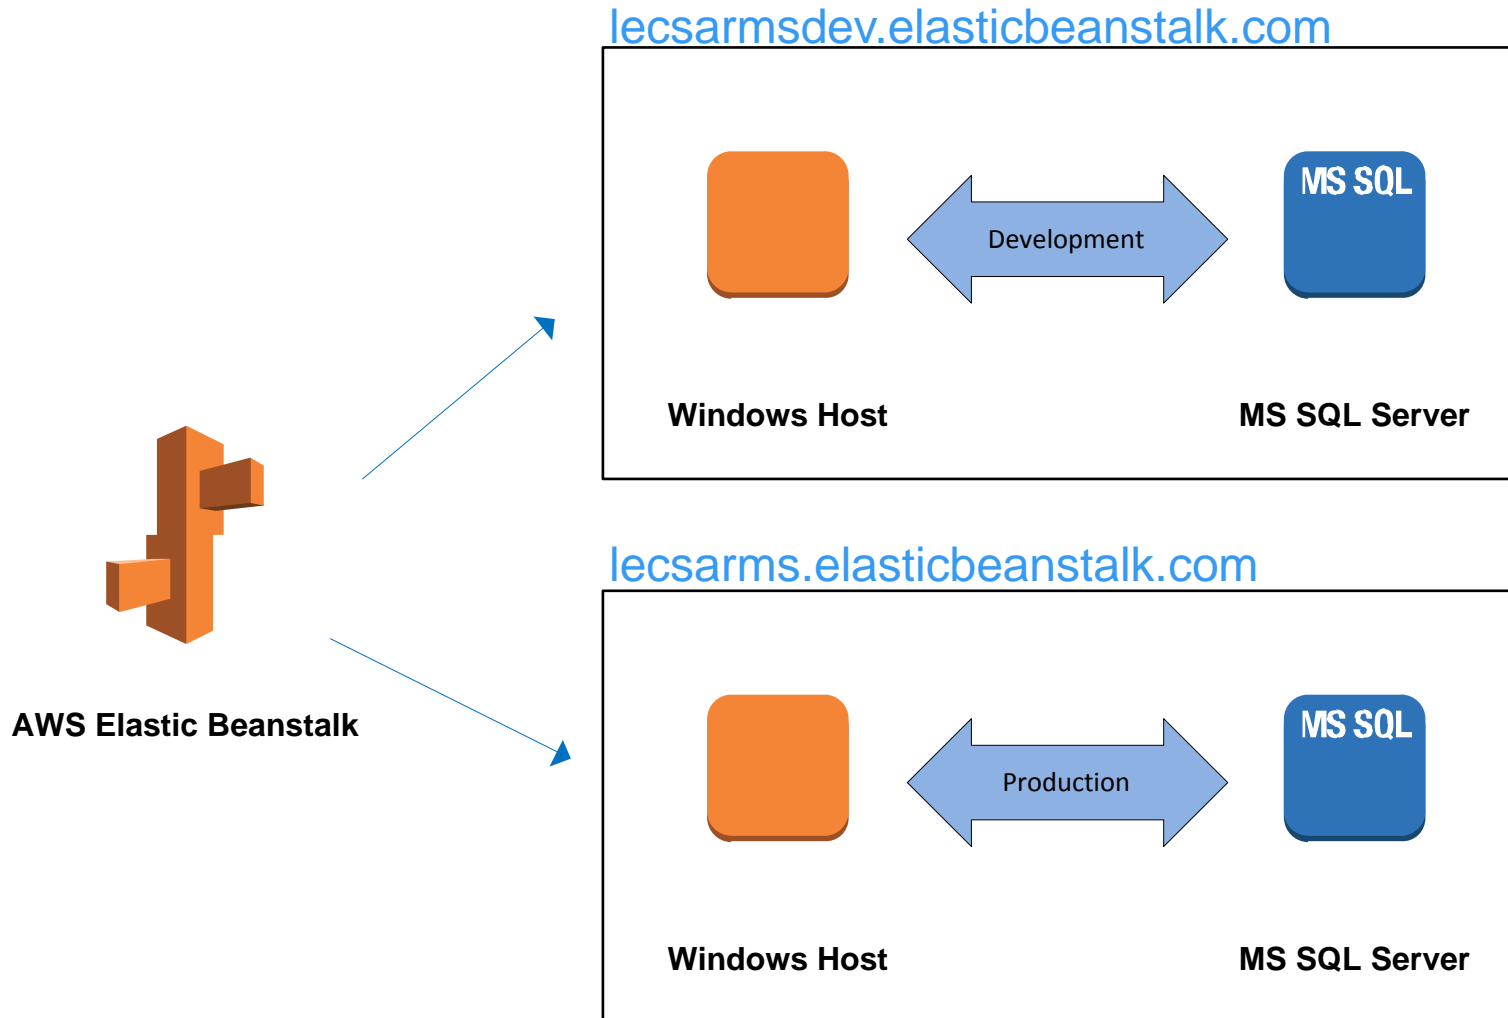 lecsarmsdev.elasticbeanstalk.com
MS SQL
Development
Windows Host
MS SQL Server
AWS Elastic Beanstalk
lecsarms.elasticbeanstalk.com
MS SQL
Production
Windows Host
MS SQL Server